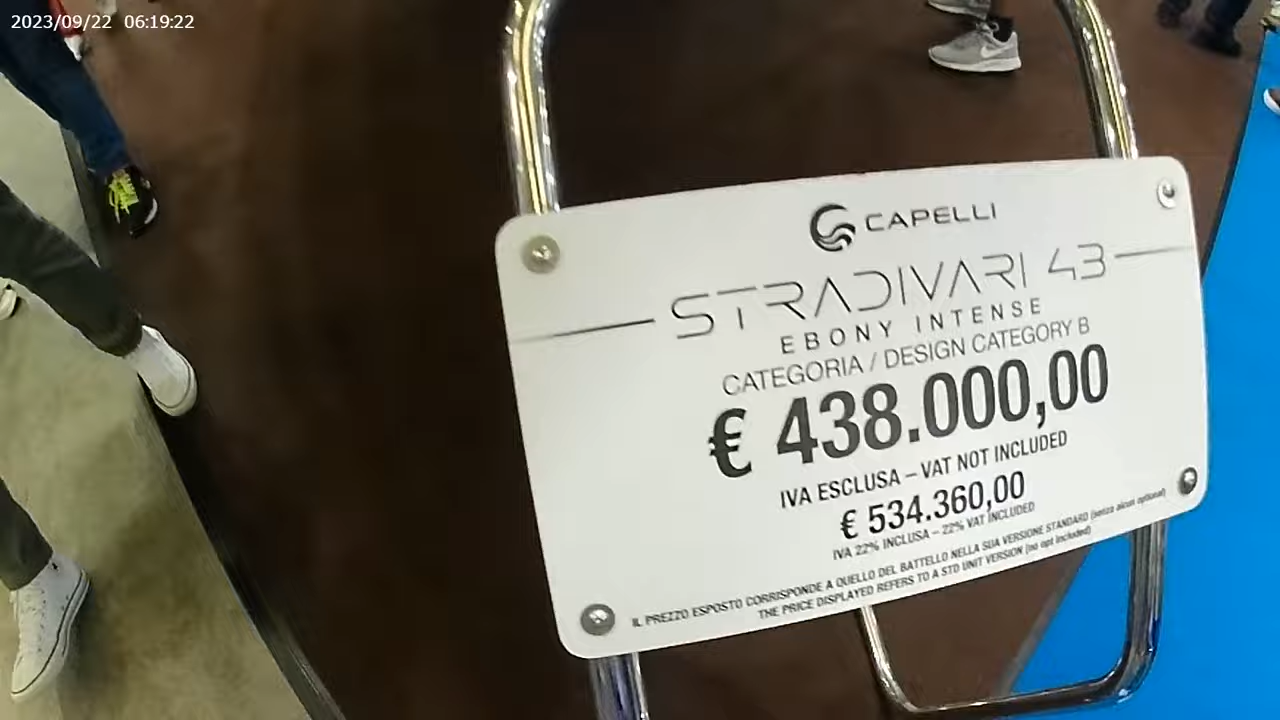 2023/09/22 06:19:22
CAPELLI
STRADIVARI 43
EBONY INTENSE
CATEGORIA / DESIGN CATEGORY B
€ 438.000,00
IVA ESCLUSA – VAT NOT INCLUDED
€ 534.360,00
IVA 22% INCLUSA – 22% VAT INCLUDED
IL PREZZO ESPOSTO CORRISPONDE A QUELLO DEL BATTELLO NELLA SUA VERSIONE STANDARD (senza alcun optional)
THE PRICE DISPLAYED REFERS TO A STD UNIT VERSION (no opt included)